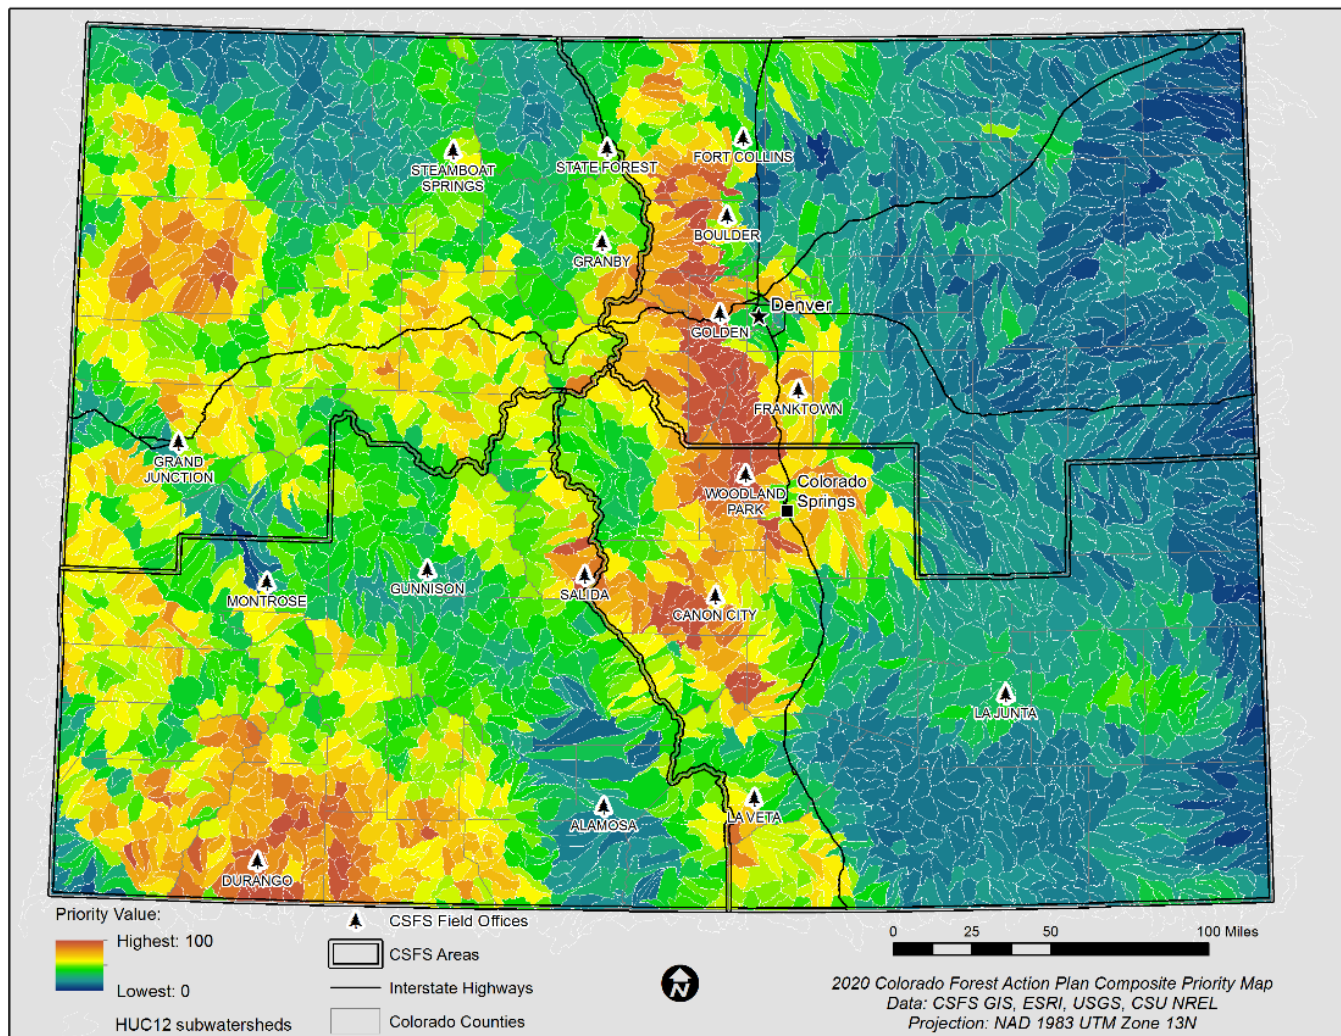 STEAMBOAT
SPRINGS
STATE FOREST
FORT COLLINS
BOULDER
GRANBY
GOLDEN
Denver
FRANKTOWN
GRAND
JUNCTION
WOODLAND
PARK
Colorado
Springs
MONTROSE
GUNNISON
SALIDA
CANON CITY
LA JUNTA
ALAMOSA
LA VETA
DURANGO
Priority Value:
Highest: 100
Lowest: 0
HUC12 subwatersheds
CSFS Field Offices
CSFS Areas
Interstate Highways
Colorado Counties
N
0 25 50 100 Miles
2020 Colorado Forest Action Plan Composite Priority Map
Data: CSFS GIS, ESRI, USGS, CSU NREL
Projection: NAD 1983 UTM Zone 13N